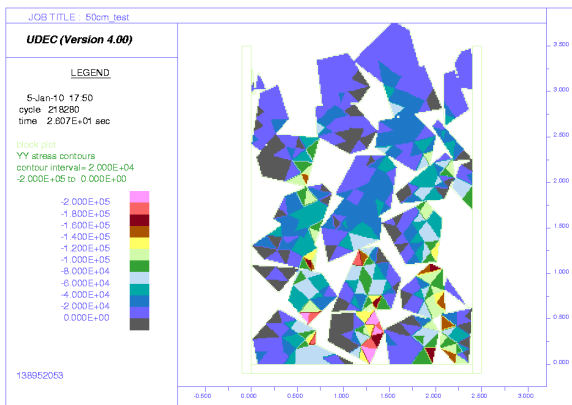 JOB TITLE : 50cm_test
UDEC (Version 4.00)
LEGEND
5-Jan-10 17:50
cycle 218280
time 2.607E+01 sec
block plot
YY stress contours
contour interval= 2.000E+04
-2.000E+05 to 0.000E+00
-2.000E+05
-1.800E+05
-1.600E+05
-1.400E+05
-1.200E+05
-1.000E+05
-8.000E+04
-6.000E+04
-4.000E+04
-2.000E+04
0.000E+00
138952053
3.500
3.000
2.500
2.000
1.500
1.000
0.500
0.000
-0.500 0.000 0.500 1.000 1.500 2.000 2.500 3.000